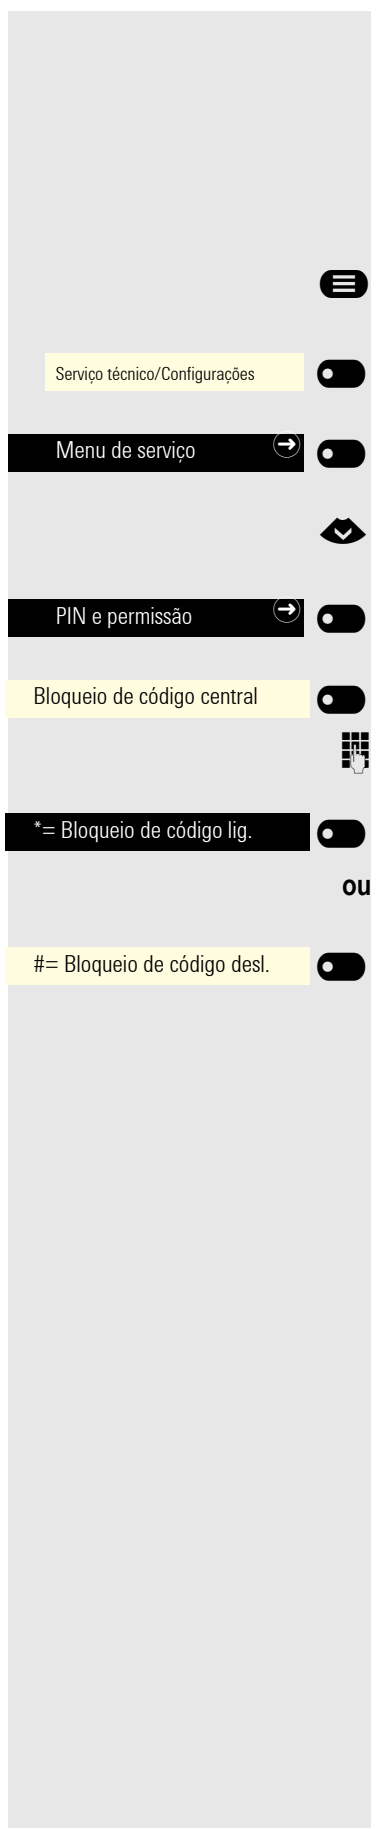 Serviço técnico/Configurações
Menu de serviço
PIN e permissão
Bloqueio de código central
*= Bloqueio de código lig.
ou
#= Bloqueio de código desl.